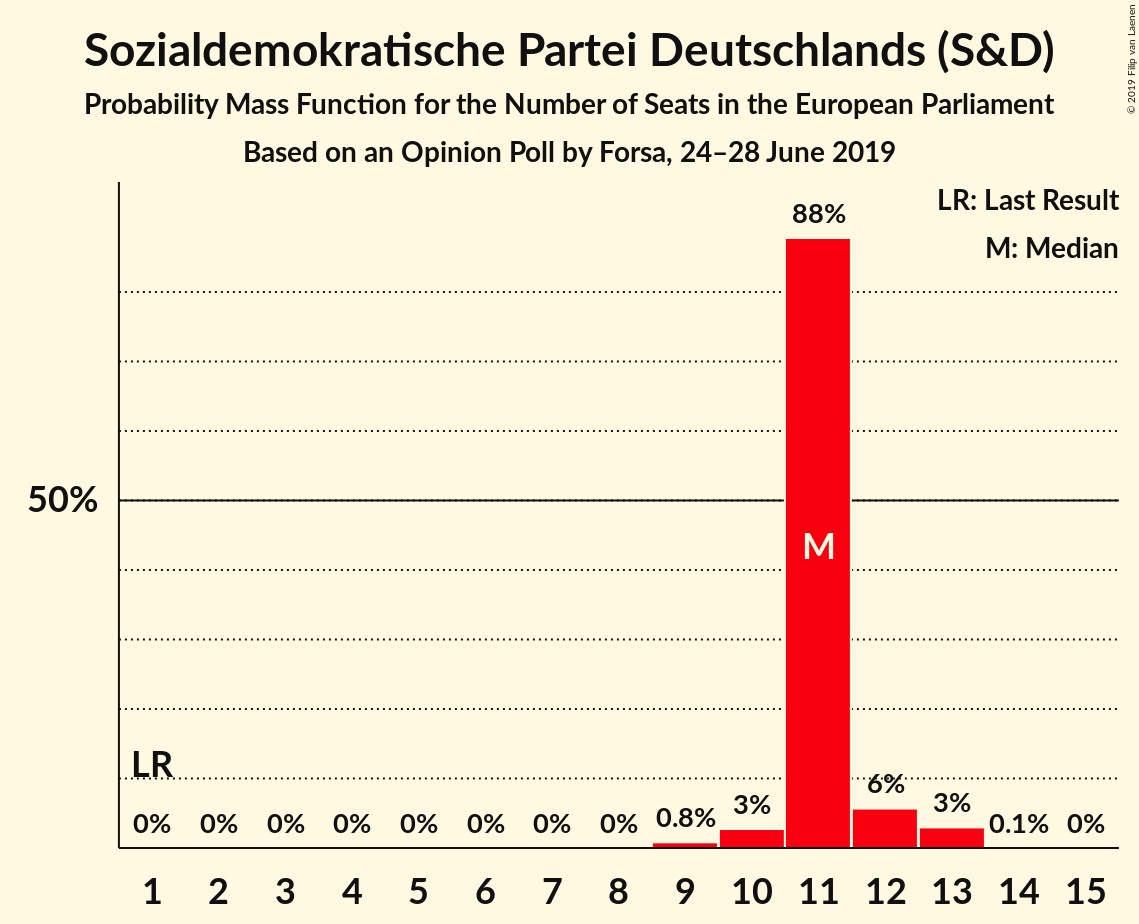 Sozialdemokratische Partei Deutschlands (S&D)
Probability Mass Function for the Number of Seats in the European Parliament
Based on an Opinion Poll by Forsa, 24–28 June 2019
© 2019 Filip van Laenen
LR: Last Result
M: Median
88%
50%
M
LR
0% 0% 0% 0% 0% 0% 0% 0% 0.8% 3% 6% 3% 0.1% 0%
1 2 3 4 5 6 7 8 9 10 11 12 13 14 15